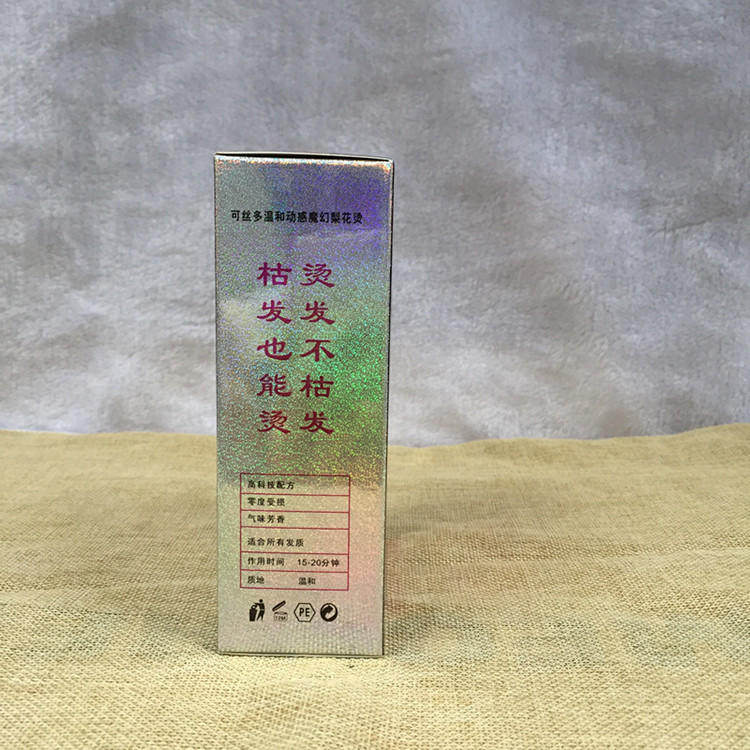 可丝多温和动感魔幻梨花烫
烫发不枯发
枯发也能烫
高科技配方
零度受损
气味芳香
适合所有发质
作用时间 15-20分钟
质地 温和
12M
PE